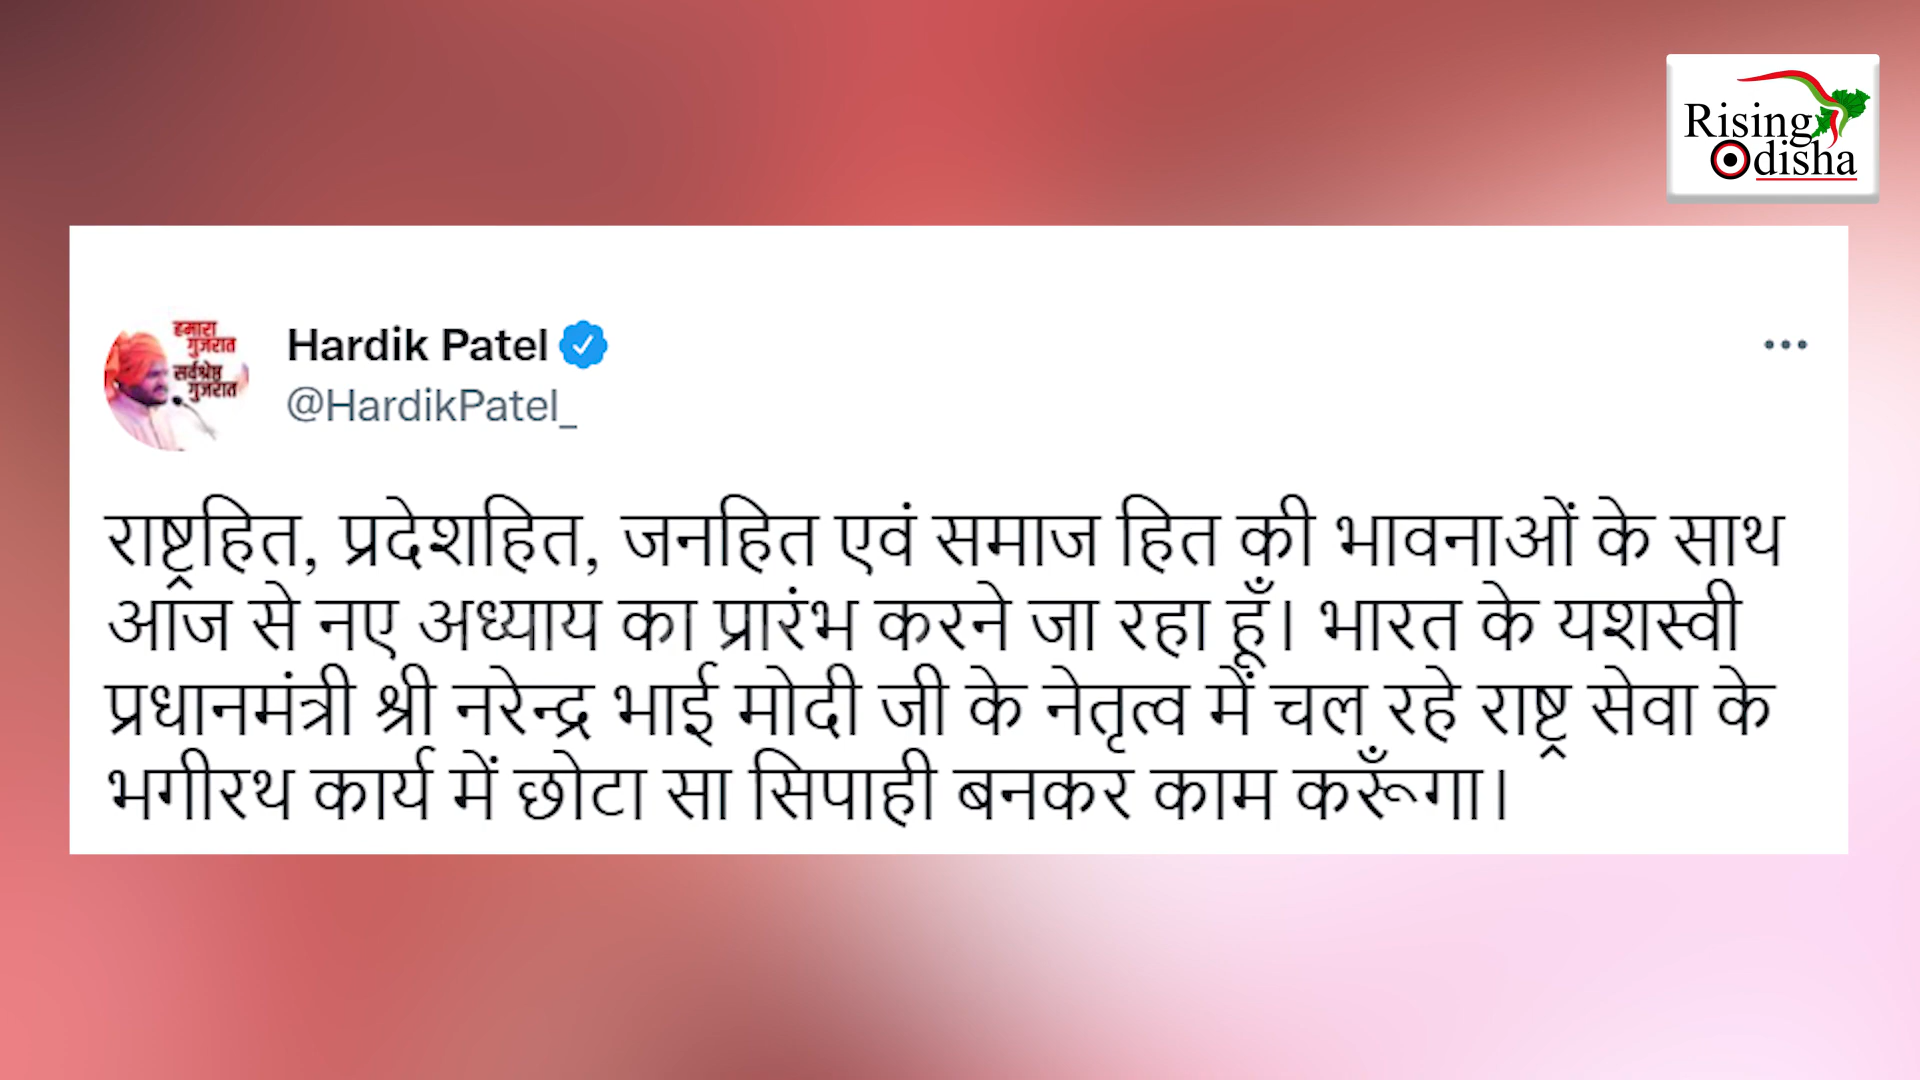 Rising
Odisha
हमारा
गुजरात
सर्वश्रेष्ठ
गुजरात
Hardik Patel
@HardikPatel_
राष्ट्रहित, प्रदेशहित, जनहित एवं समाज हित की भावनाओं के साथ
आज से नए अध्याय का प्रारंभ करने जा रहा हूँ। भारत के यशस्वी
प्रधानमंत्री श्री नरेन्द्र भाई मोदी जी के नेतृत्व में चल रहे राष्ट्र सेवा के
भगीरथ कार्य में छोटा सा सिपाही बनकर काम करूँगा।